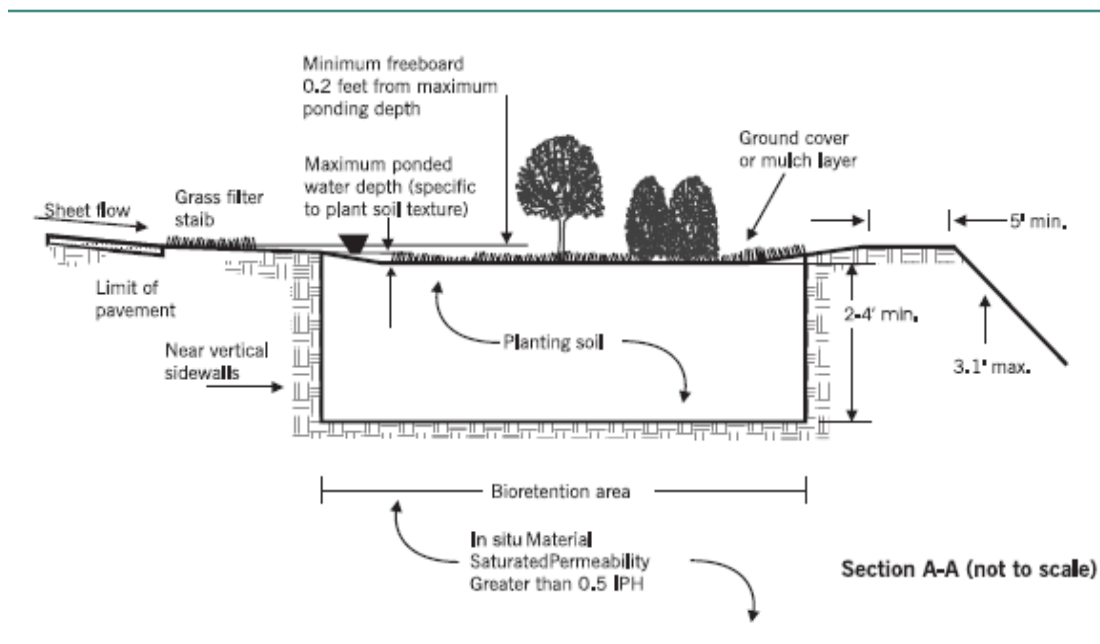 Minimum freeboard
0.2 feet from maximum
ponding depth
Maximum ponded
water depth (specific
to plant soil texture)
Ground cover
or mulch layer
Sheet flow
Grass filter
staib
5' min.
Limit of
pavement
Near vertical
sidewalls
Planting soil
2-4' min.
3.1' max.
Bioretention area
In situ Material
Saturated Permeability
Greater than 0.5 IPH
Section A-A (not to scale)